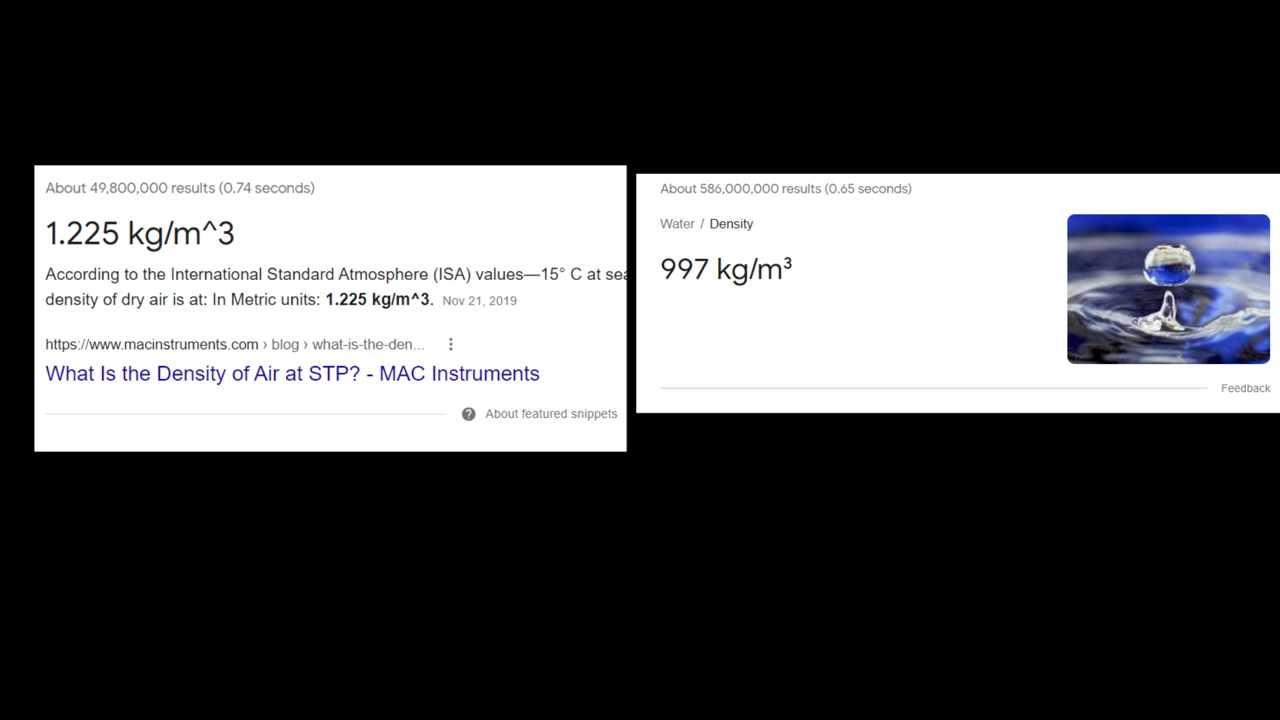 About 49,800,000 results (0.74 seconds)
1.225 kg/m^3
According to the International Standard Atmosphere (ISA) values—15° C at sea
density of dry air is at: In Metric units: 1.225 kg/m^3. Nov 21, 2019
https://www.macinstruments.com › blog › what-is-the-den...
What Is the Density of Air at STP? - MAC Instruments
About featured snippets
About 586,000,000 results (0.65 seconds)
Water / Density
997 kg/m³
Feedback